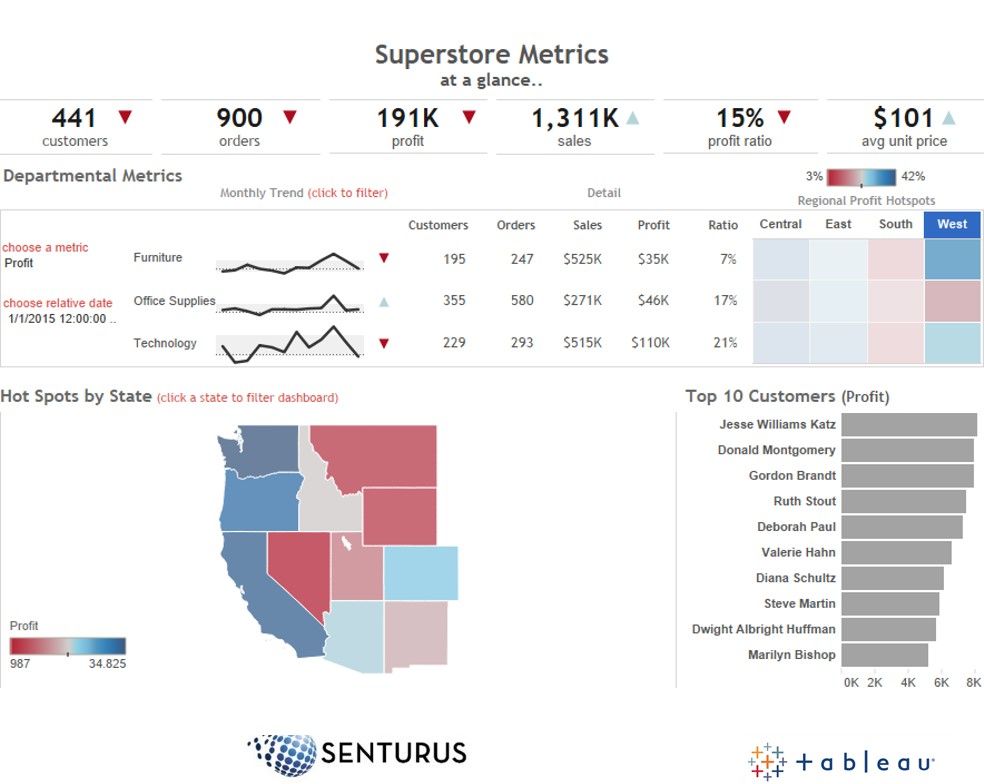 Superstore Metrics
at a glance..
441 900 191K 1,311K 15% $101
customers orders profit sales profit ratio avg unit price
Departmental Metrics
3% 42%
Monthly Trend (click to filter) Detail Regional Profit Hotspots
Customers Orders Sales Profit Ratio Central East South West
choose a metric
Profit
Furniture 195 247 $525K $35K 7%
choose relative date
1/1/2015 12:00:00 ..
Office Supplies 355 580 $271K $46K 17%
Technology 229 293 $515K $110K 21%
Hot Spots by State (click a state to filter dashboard)
Profit
987 34.825
Top 10 Customers (Profit)
Jesse Williams Katz
Donald Montgomery
Gordon Brandt
Ruth Stout
Deborah Paul
Valerie Hahn
Diana Schultz
Steve Martin
Dwight Albright Huffman
Marilyn Bishop
0K 2K 4K 6K 8K
SENTURUS
+ableau